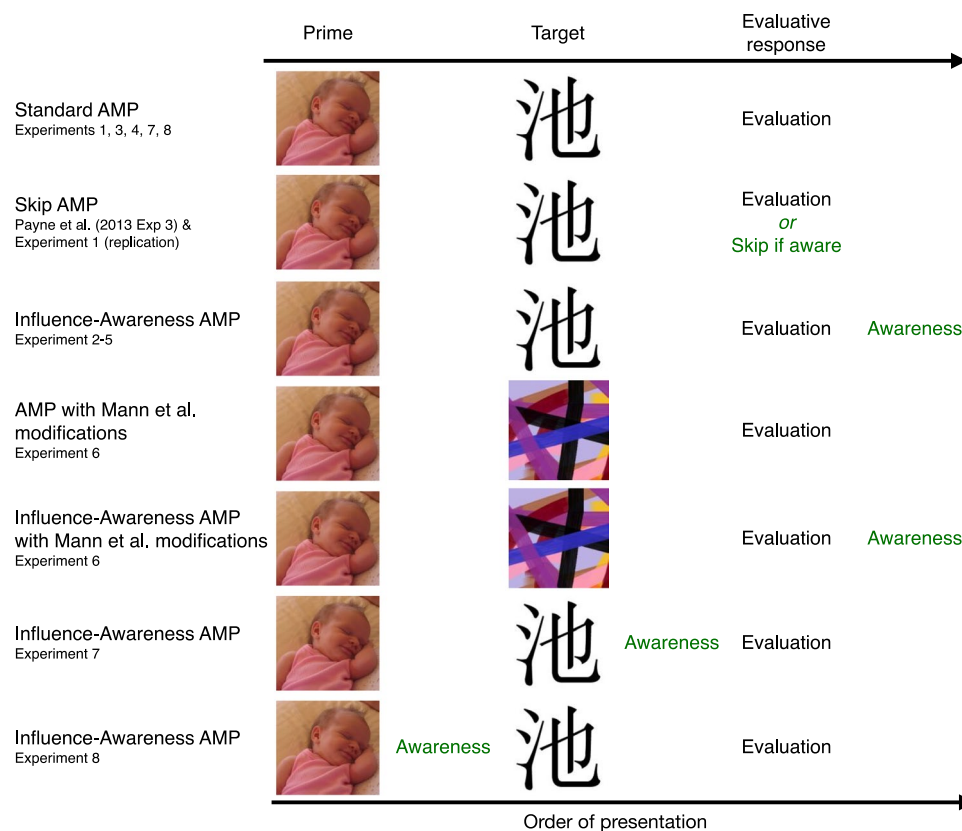 Prime Target Evaluative
response
Standard AMP
Experiments 1, 3, 4, 7, 8
池 Evaluation
Skip AMP
Payne et al. (2013 Exp 3) &
Experiment 1 (replication)
池 Evaluation
or
Skip if aware
Influence-Awareness AMP
Experiment 2-5
池 Evaluation Awareness
AMP with Mann et al.
modifications
Experiment 6
Evaluation
Influence-Awareness AMP
with Mann et al. modifications
Experiment 6
Evaluation Awareness
Influence-Awareness AMP
Experiment 7
池 Awareness Evaluation
Influence-Awareness AMP
Experiment 8
Awareness 池 Evaluation
Order of presentation